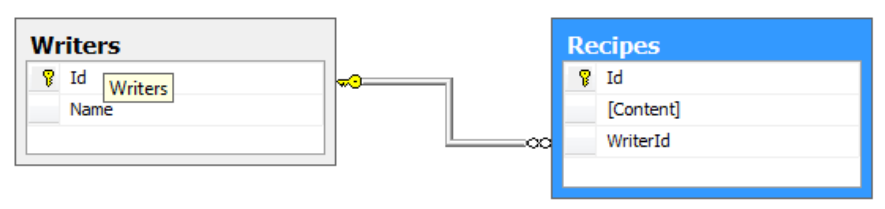 Writers
Id
Writers
Name
Recipes
Id
[Content]
WriterId